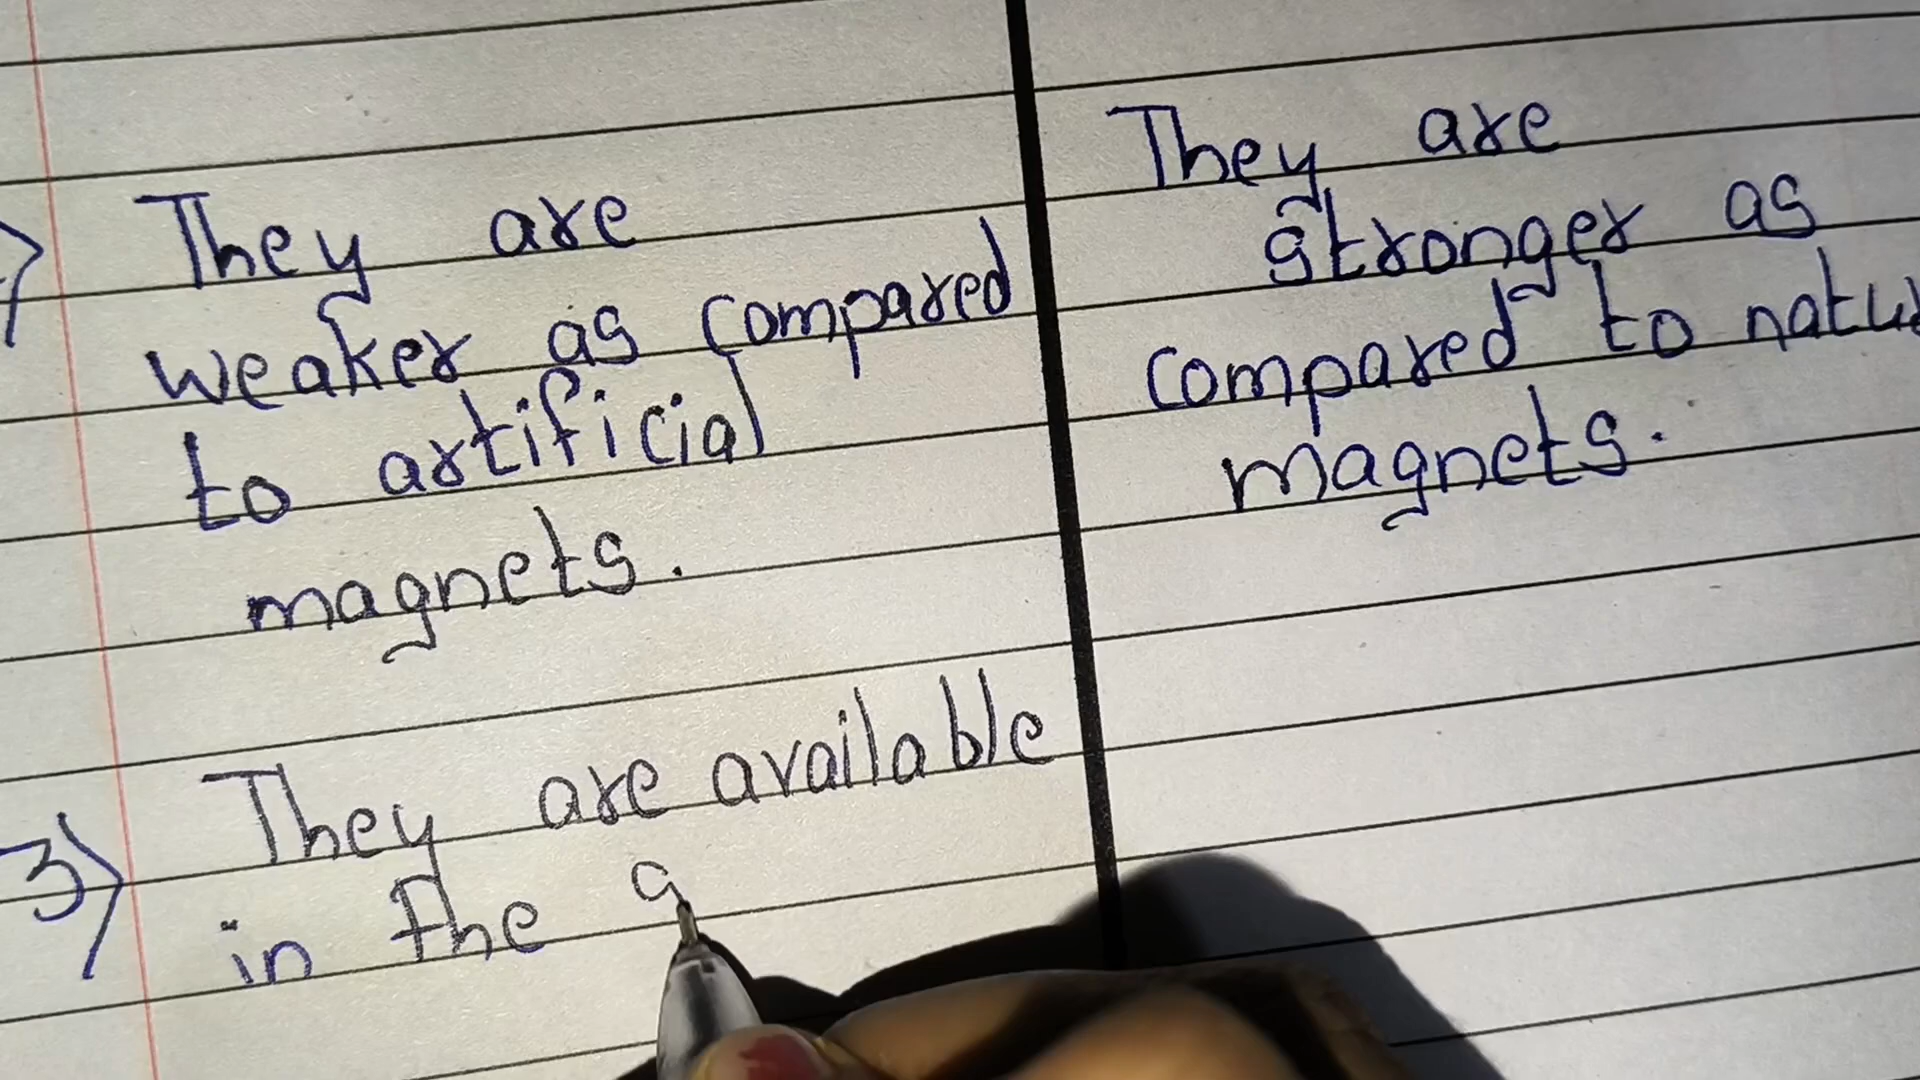 They are
weaker as compared
to artificial
magnets.
3) They are available
in the
They are
stronger as
compared to
magnets.